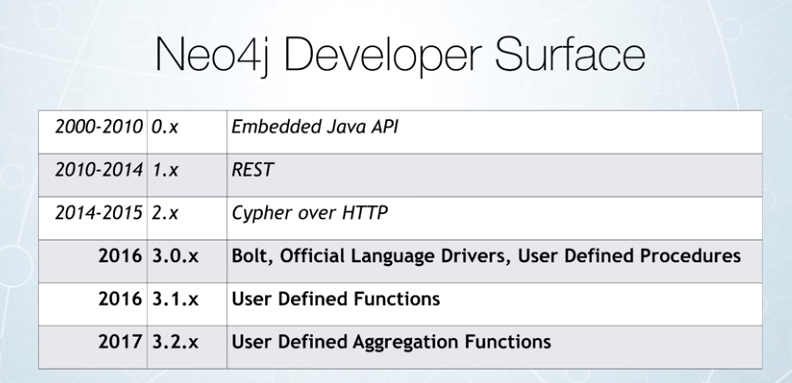 Neo4j Developer Surface
2000-2010 0.x Embedded Java API
2010-2014 1.x REST
2014-2015 2.x Cypher over HTTP
2016 3.0.x Bolt, Official Language Drivers, User Defined Procedures
2016 3.1.x User Defined Functions
2017 3.2.x User Defined Aggregation Functions